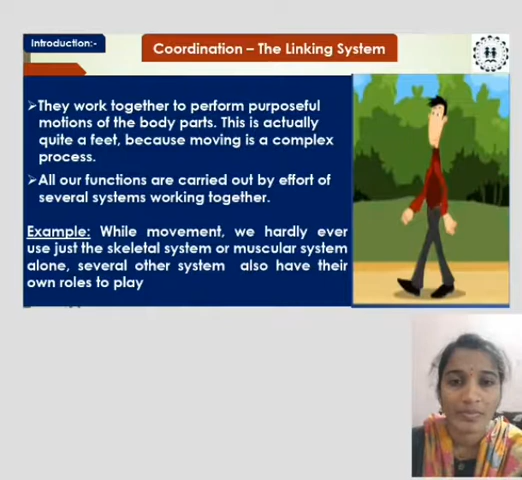 Introduction:-
Coordination – The Linking System
➢They work together to perform purposeful
motions of the body parts. This is actually
quite a feet, because moving is a complex
process.
➢All our functions are carried out by effort of
several systems working together.
Example: While movement, we hardly ever
use just the skeletal system or muscular system
alone, several other system also have their
own roles to play